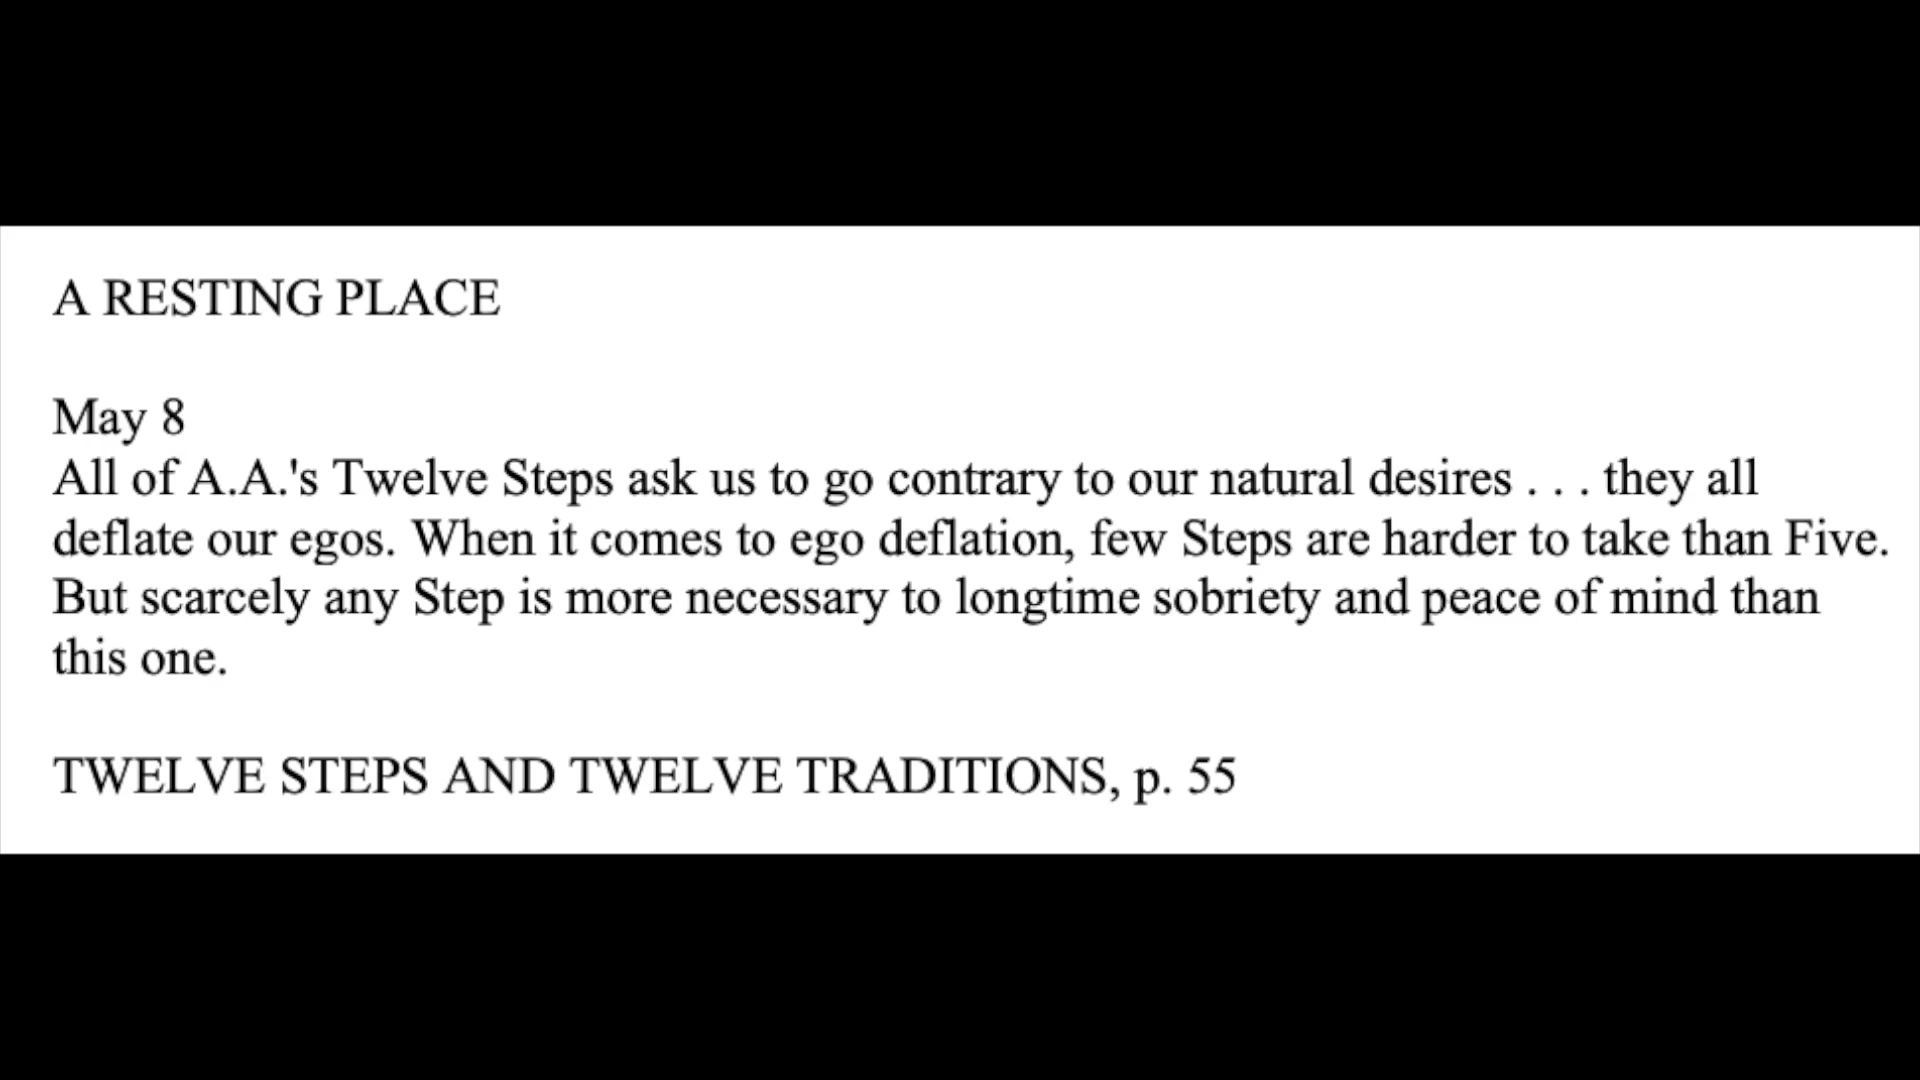 A RESTING PLACE
May 8
All of A.A.'s Twelve Steps ask us to go contrary to our natural desires . . . they all
deflate our egos. When it comes to ego deflation, few Steps are harder to take than Five.
But scarcely any Step is more necessary to longtime sobriety and peace of mind than
this one.
TWELVE STEPS AND TWELVE TRADITIONS, p. 55